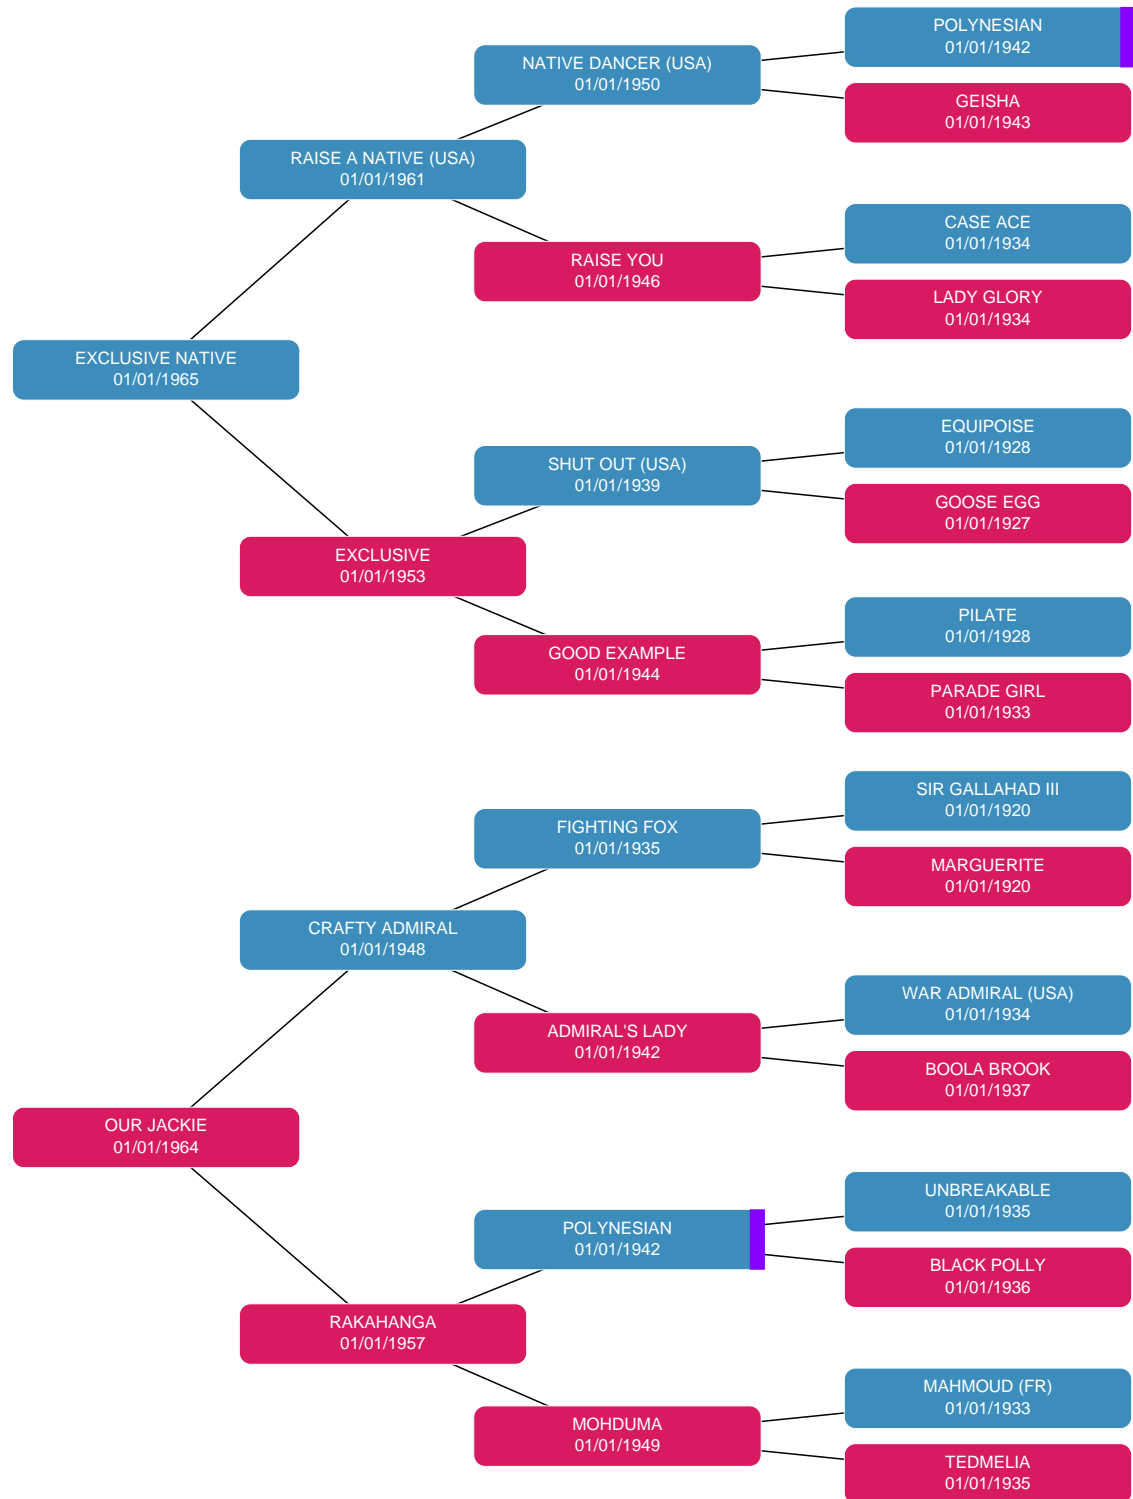 POLYNESIAN
01/01/1942
NATIVE DANCER (USA)
01/01/1950
GEISHA
01/01/1943
RAISE A NATIVE (USA)
01/01/1961
CASE ACE
01/01/1934
RAISE YOU
01/01/1946
LADY GLORY
01/01/1934
EXCLUSIVE NATIVE
01/01/1965
EQUIPOISE
01/01/1928
SHUT OUT (USA)
01/01/1939
GOOSE EGG
01/01/1927
EXCLUSIVE
01/01/1953
PILATE
01/01/1928
GOOD EXAMPLE
01/01/1944
PARADE GIRL
01/01/1933
SIR GALLAHAD III
01/01/1920
FIGHTING FOX
01/01/1935
MARGUERITE
01/01/1920
CRAFTY ADMIRAL
01/01/1948
WAR ADMIRAL (USA)
01/01/1934
ADMIRAL'S LADY
01/01/1942
BOOLA BROOK
01/01/1937
OUR JACKIE
01/01/1964
UNBREAKABLE
01/01/1935
POLYNESIAN
01/01/1942
BLACK POLLY
01/01/1936
RAKAHANGA
01/01/1957
MAHMOUD (FR)
01/01/1933
MOHDUMA
01/01/1949
TEDMELIA
01/01/1935